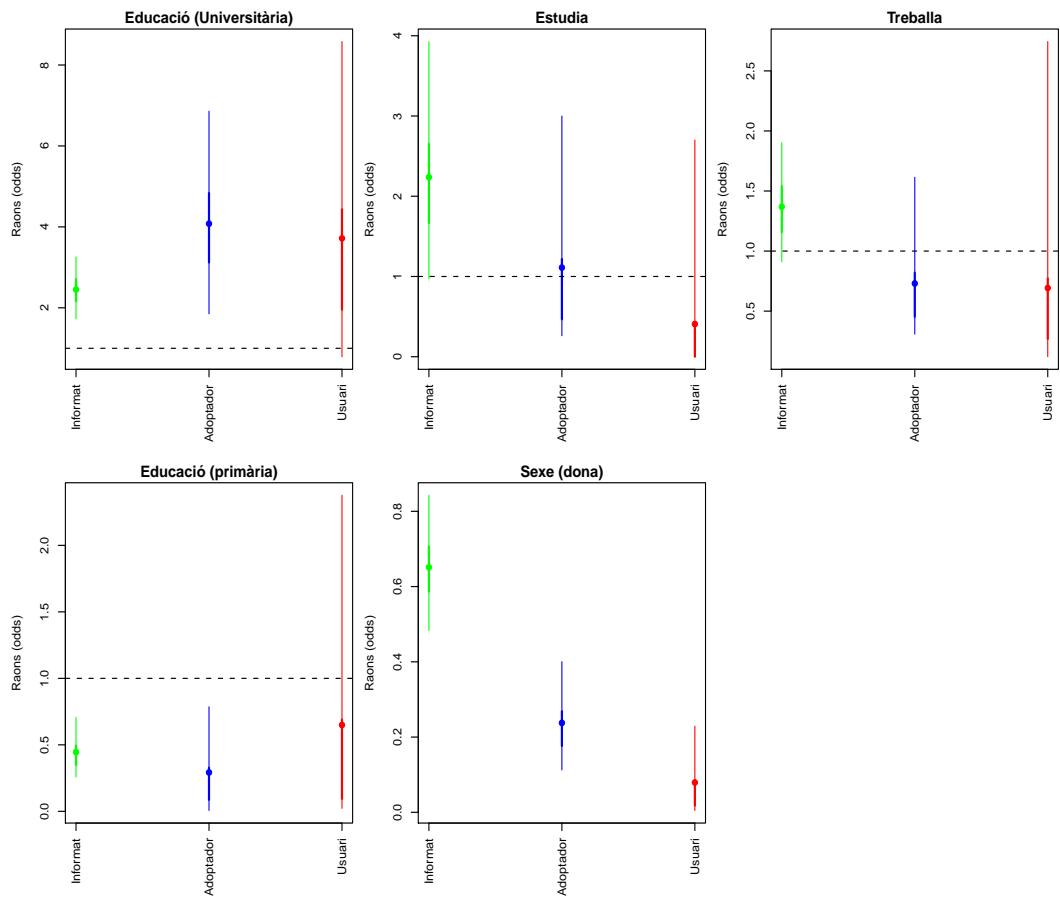 Educació (Universitària)
Raons (odds)
8
6
4
2
Informat
Adoptador
Usuari
Estudia
Raons (odds)
4
3
2
1
0
Informat
Adoptador
Usuari
Treballa
Raons (odds)
2.5
2.0
1.5
1.0
0.5
Informat
Adoptador
Usuari
Educació (primària)
Raons (odds)
2.0
1.5
1.0
0.5
0.0
Informat
Adoptador
Usuari
Sexe (dona)
Raons (odds)
0.8
0.6
0.4
0.2
0.0
Informat
Adoptador
Usuari